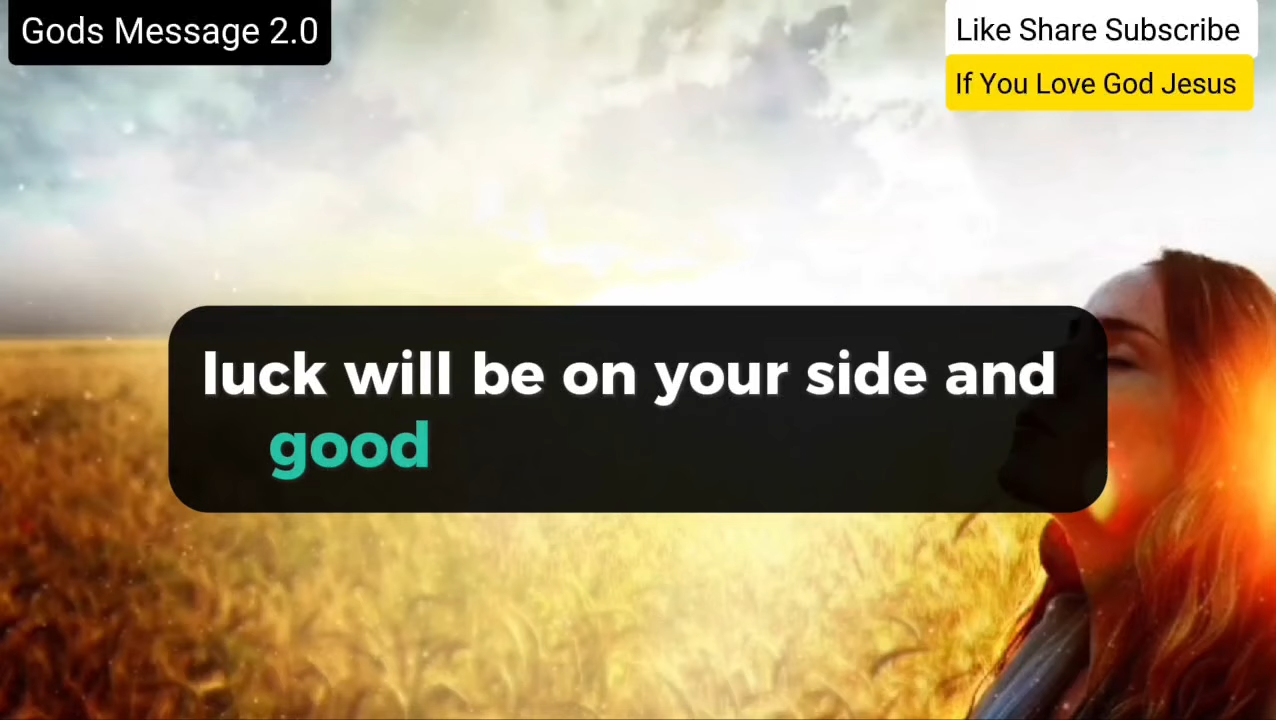 Gods Message 2.0
Like Share Subscribe
If You Love God Jesus
luck will be on your side and
good